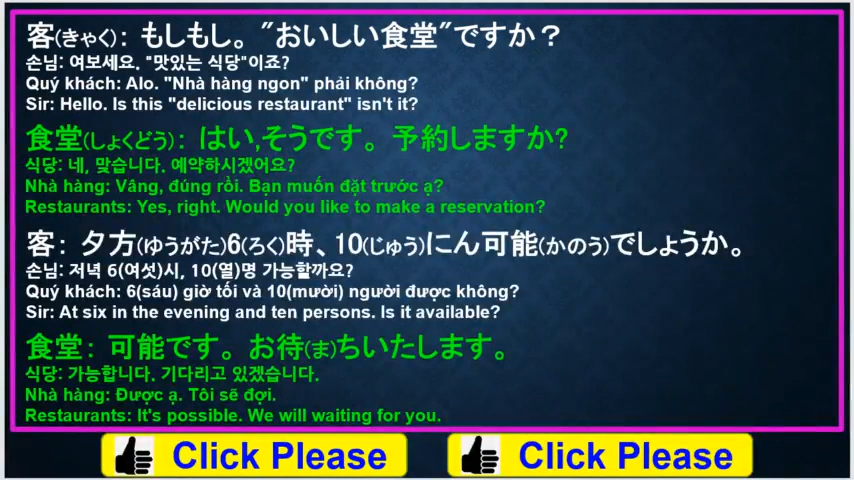 客(きゃく): もしもし。"おいしい食堂"ですか?
손님: 여보세요. "맛있는 식당"이죠?
Quý khách: Alo. "Nhà hàng ngon" phải không?
Sir: Hello. Is this "delicious restaurant" isn't it?
食堂(しょくどう): はい,そうです。予約しますか?
식당: 네, 맞습니다. 예약하시겠어요?
Nhà hàng: Vâng, đúng rồi. Bạn muốn đặt trước ạ?
Restaurants: Yes, right. Would you like to make a reservation?
客: 夕方(ゆうがた)6(ろく)時、10(じゅう)にん可能(かのう)でしょうか。
손님: 저녁 6(여섯)시, 10(열)명 가능할까요?
Quý khách: 6(sáu) giờ tối và 10(mười) người được không?
Sir: At six in the evening and ten persons. Is it available?
食堂: 可能です。お待(ま)ちいたします。
식당: 가능합니다. 기다리고 있겠습니다.
Nhà hàng: Được ạ. Tôi sẽ đợi.
Restaurants: It's possible. We will waiting for you.
Click Please Click Please